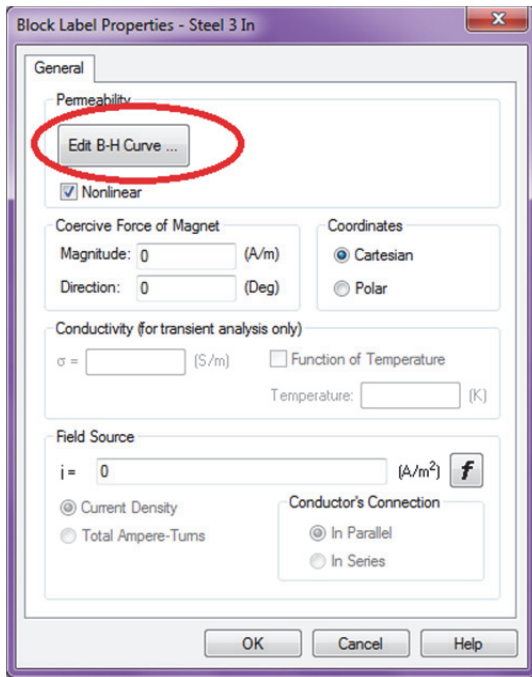 Block Label Properties - Steel 3 In
General
Permeability
Edit B-H Curve ...
Nonlinear
Coercive Force of Magnet
Magnitude: 0 (A/m)
Direction: 0 (Deg)
Coordinates
Cartesian
Polar
Conductivity (for transient analysis only)
σ = (S/m)
Function of Temperature
Temperature: (K)
Field Source
j = 0 (A/m²) f
Current Density
Total Ampere-Turns
Conductor's Connection
In Parallel
In Series
OK Cancel Help